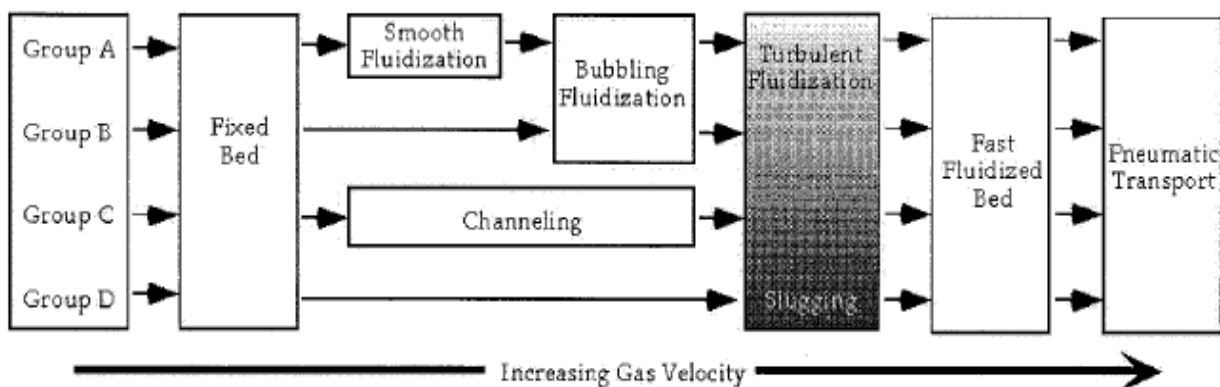 Group A
Group B
Group C
Group D
Fixed
Bed
Smooth
Fluidization
Bubbling
Fluidization
Channeling
Turbulent
Fluidization
Slugging
Fast
Fluidized
Bed
Pneumatic
Transport
Increasing Gas Velocity